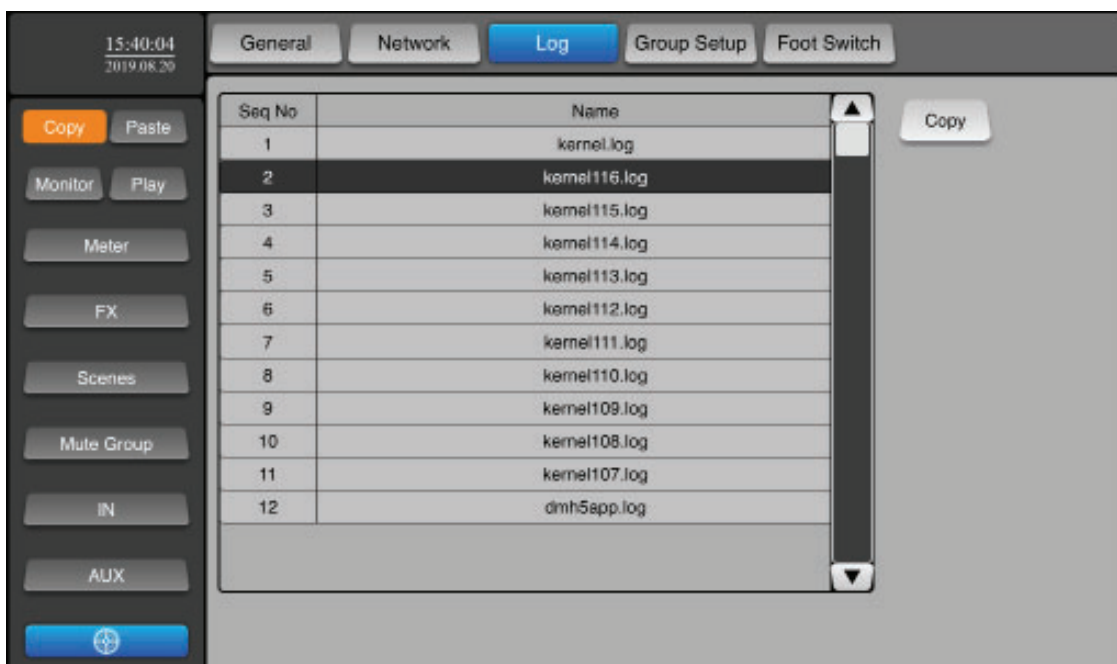 15:40:04
2019.08.20
General Network Log Group Setup Foot Switch
Copy Paste
Monitor Play
Meter
FX
Scenes
Mute Group
IN
AUX
Seq No Name
1 kernel.log
2 kernel116.log
3 kernel115.log
4 kernel114.log
5 kernel113.log
6 kernel112.log
7 kernel111.log
8 kernel110.log
9 kernel109.log
10 kernel108.log
11 kernel107.log
12 dmh5app.log
Copy